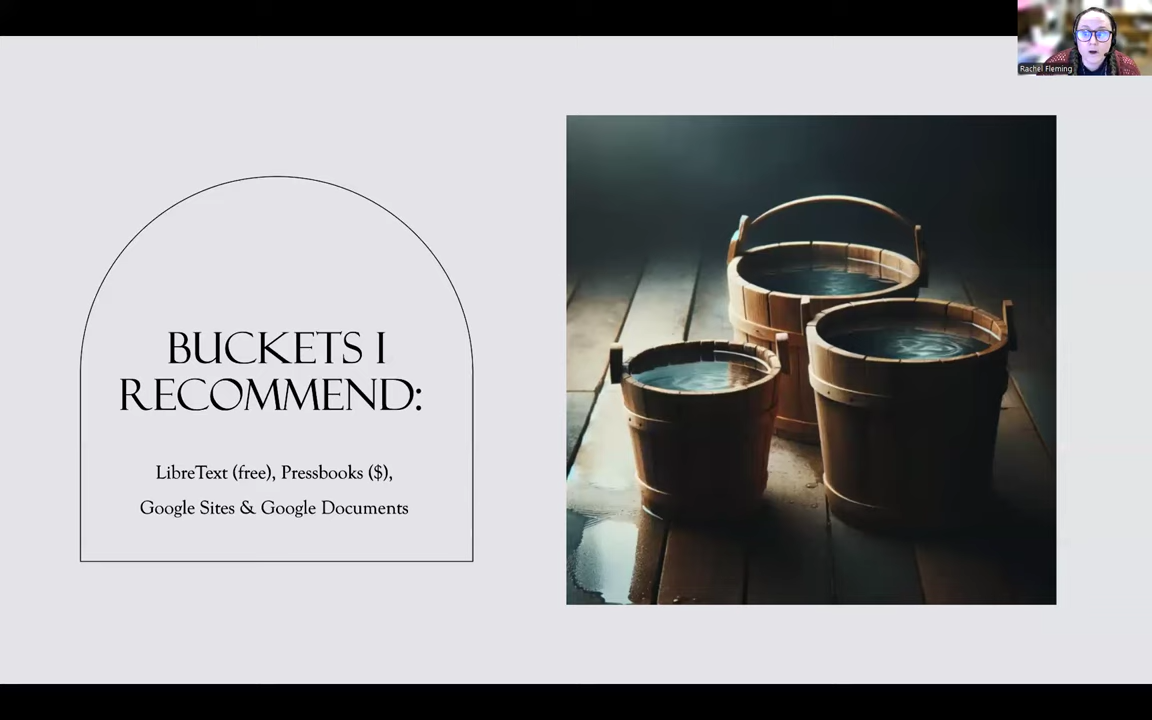 Rachel Fleming
BUCKETS I
RECOMMEND:
LibreText (free), Pressbooks ($),
Google Sites & Google Documents